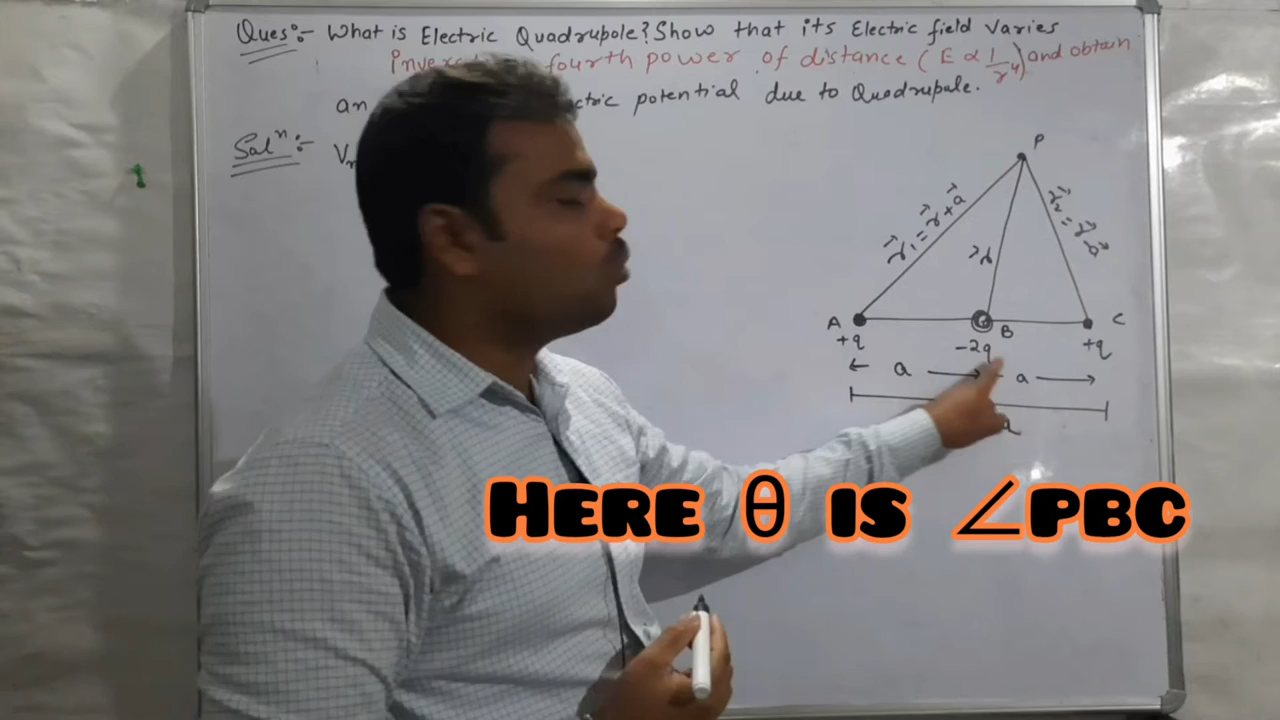 Ques:- What is Electric Quadrupole? Show that its Electric field varies
fourth power of distance (E ∝ 1/r⁴) and obtain
an potential due to Quadrupole.
Solⁿ:- V
P
r⃗₁ = r⃗ + a⃗
r⃗
r⃗₂ = r⃗ - a⃗
A B C
+q -2q +q
a a
HERE θ IS ∠PBC